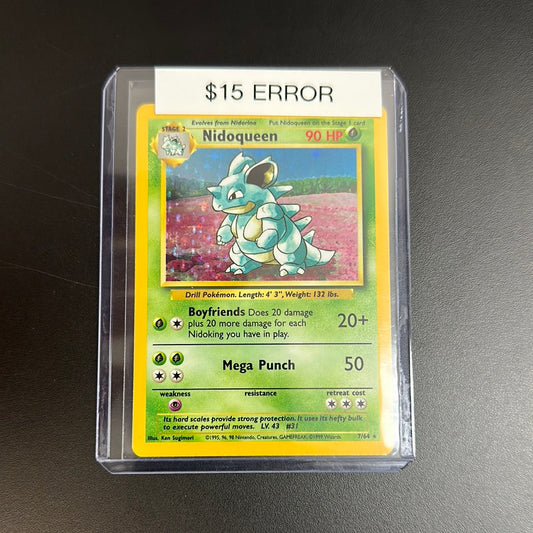 $15 ERROR
Evolves from Nidorina Put Nidoqueen on the Stage 1 card
STAGE 2
Nidoqueen 90 HP
Drill Pokémon. Length: 4' 3", Weight: 132 lbs.
Boyfriends Does 20 damage
plus 20 more damage for each
Nidoking you have in play.
20+
Mega Punch 50
weakness resistance retreat cost
Its hard scales provide strong protection. It uses its hefty bulk
to execute powerful moves. LV. 43 #31
Illus. Ken Sugimori ©1995, 96, 98 Nintendo, Creatures, GAMEFREAK. ©1999 Wizards. 7/64 ★